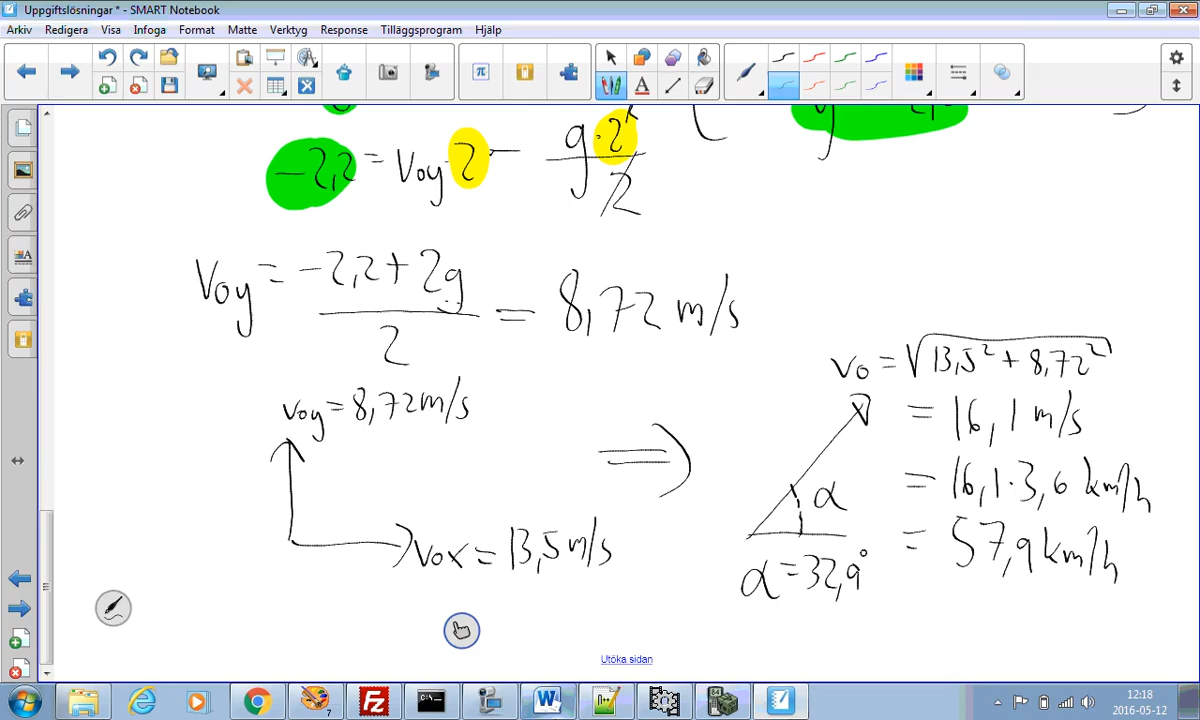 Uppgiftslösningar * - SMART Notebook
Arkiv Redigera Visa Infoga Format Matte Verktyg Response Tilläggsprogram Hjälp
-2,2 = Voy 2 - g·2² / 2
Voy = -2,2 + 2g / 2 = 8,72 m/s
vo = √13,5² + 8,72²
voy = 8,72 m/s
= 16,1 m/s
α
= 16,1·3,6 km/h
vox = 13,5 m/s
= 57,9 km/h
α = 32,9°
Utöka sidan
12:18
2016-05-12